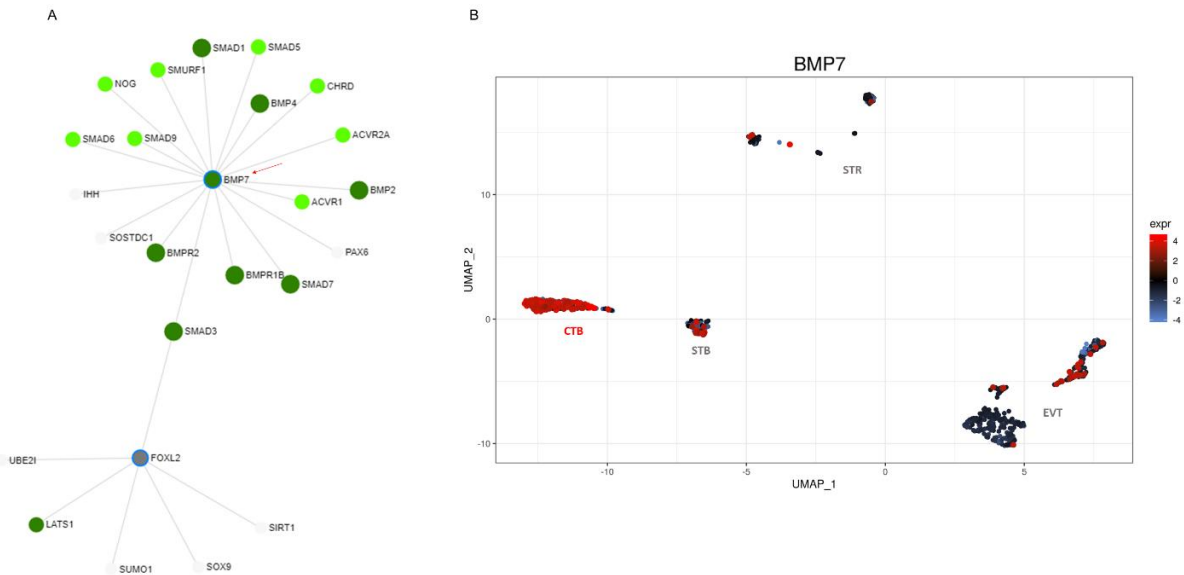 A
B
SMAD1
SMAD5
SMURF1
NOG
CHRD
BMP4
SMAD6
SMAD9
ACVR2A
BMP7
IHH
BMP2
ACVR1
SOSTDC1
BMPR2
PAX6
BMPR1B
SMAD7
SMAD3
UBE2I
FOXL2
LATS1
SIRT1
SUMO1
SOX9
BMP7
STR
CTB
STB
EVT
10
0
-10
UMAP_2
-10
-5
0
5
UMAP_1
expr
4
2
0
-2
-4